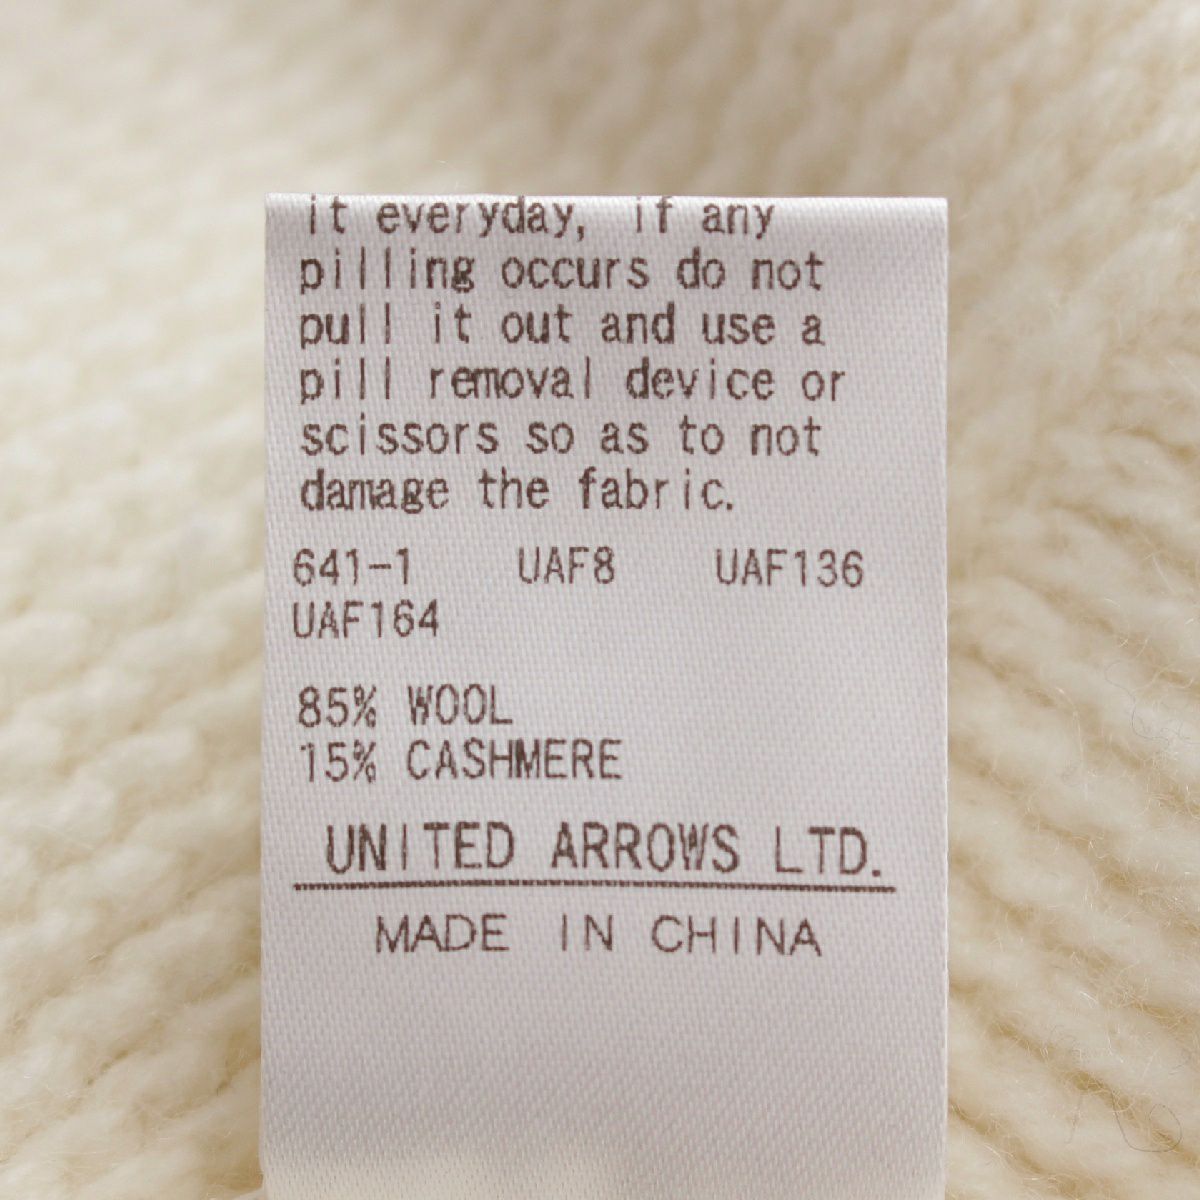 it everyday, if any
pilling occurs do not
pull it out and use a
pill removal device or
scissors so as to not
damage the fabric.
641-1 UAF8 UAF136
UAF164
85% WOOL
15% CASHMERE
UNITED ARROWS LTD.
MADE IN CHINA